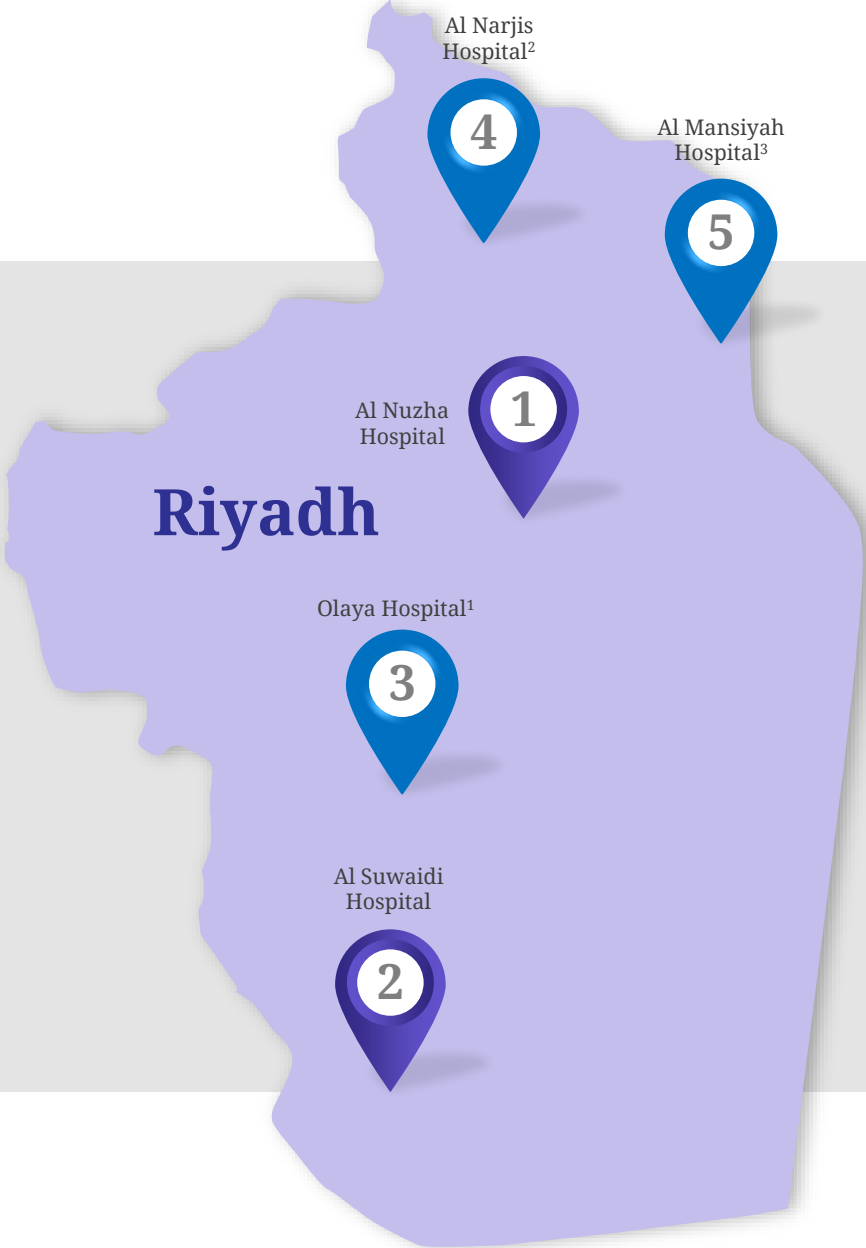 Al Narjis
Hospital²
4
Al Mansiyah
Hospital³
5
1
Al Nuzha
Hospital
Riyadh
Olaya Hospital¹
3
Al Suwaidi
Hospital
2